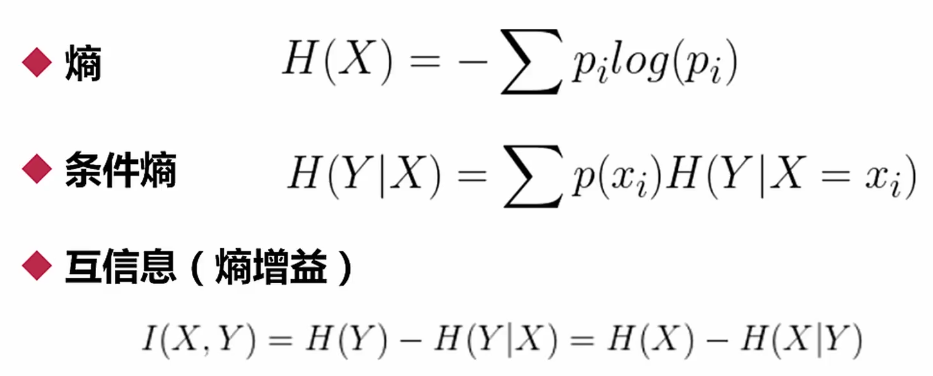 ◆ 熵 H(X) = − ∑ p_i log(p_i)
◆ 条件熵 H(Y|X) = ∑ p(x_i)H(Y|X = x_i)
◆ 互信息（熵增益）
I(X,Y) = H(Y) − H(Y|X) = H(X) − H(X|Y)